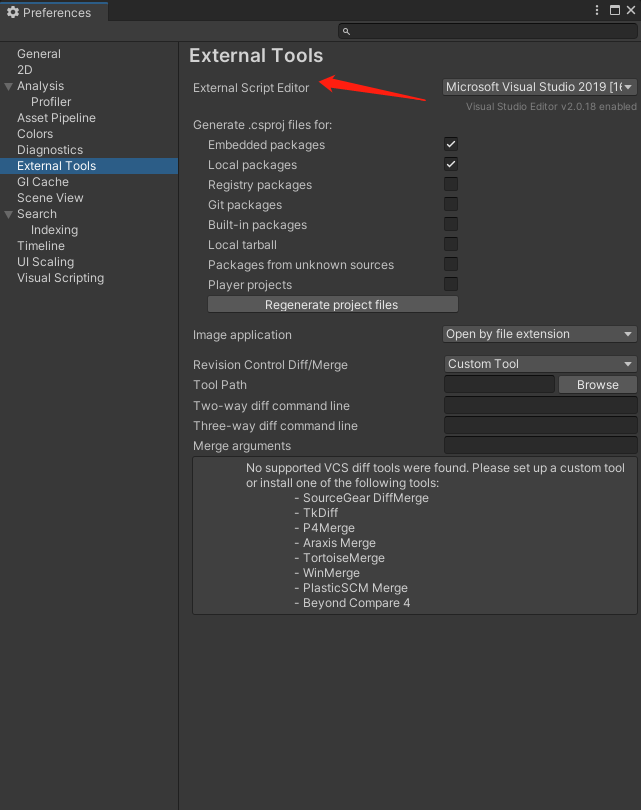 Preferences
General
2D
Analysis
Profiler
Asset Pipeline
Colors
Diagnostics
External Tools
GI Cache
Scene View
Search
Indexing
Timeline
UI Scaling
Visual Scripting
External Tools
External Script Editor Microsoft Visual Studio 2019 [16
Visual Studio Editor v2.0.18 enabled
Generate .csproj files for:
Embedded packages
Local packages
Registry packages
Git packages
Built-in packages
Local tarball
Packages from unknown sources
Player projects
Regenerate project files
Image application Open by file extension
Revision Control Diff/Merge Custom Tool
Tool Path Browse
Two-way diff command line
Three-way diff command line
Merge arguments
No supported VCS diff tools were found. Please set up a custom tool
or install one of the following tools:
- SourceGear DiffMerge
- TkDiff
- P4Merge
- Araxis Merge
- TortoiseMerge
- WinMerge
- PlasticSCM Merge
- Beyond Compare 4